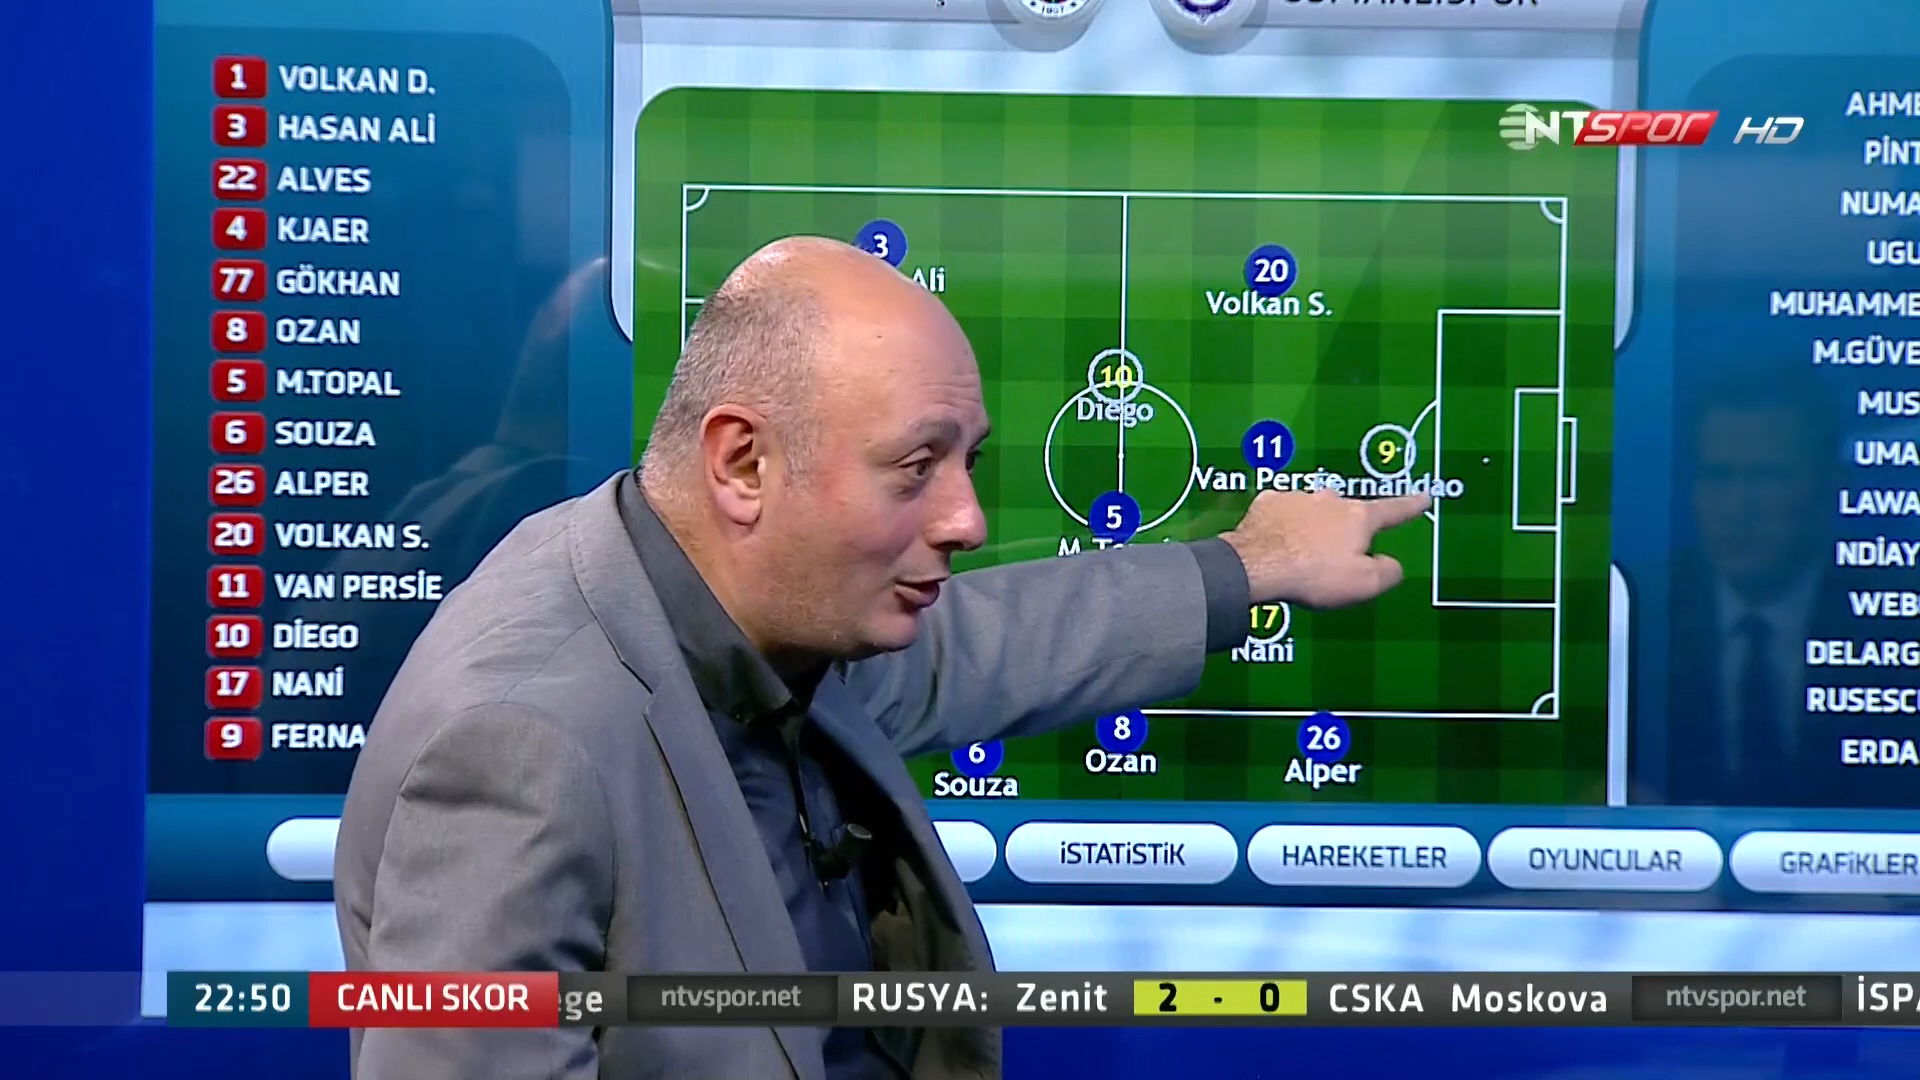 1 VOLKAN D.
3 HASAN ALİ
22 ALVES
4 KJAER
77 GÖKHAN
8 OZAN
5 M.TOPAL
6 SOUZA
26 ALPER
20 VOLKAN S.
11 VAN PERSIE
10 DİEGO
17 NANİ
9 FERNA
1907
NTSPOR HD
3
Ali
20
Volkan S.
10
Diego
11
Van Persie
9
Fernandao
5
M.
17
Nani
6
Souza
8
Ozan
26
Alper
AHME
PİNT
NUMA
UGU
MUHAMME
M.GÜVE
MUS
UMA
LAWA
NDİAY
WEB
DELARG
RUSESC
ERDA
İSTATİSTİK
HAREKETLER
OYUNCULAR
GRAFİKLER
22:50 CANLI SKOR ege ntvspor.net RUSYA: Zenit 2 - 0 CSKA Moskova ntvspor.net İSPA